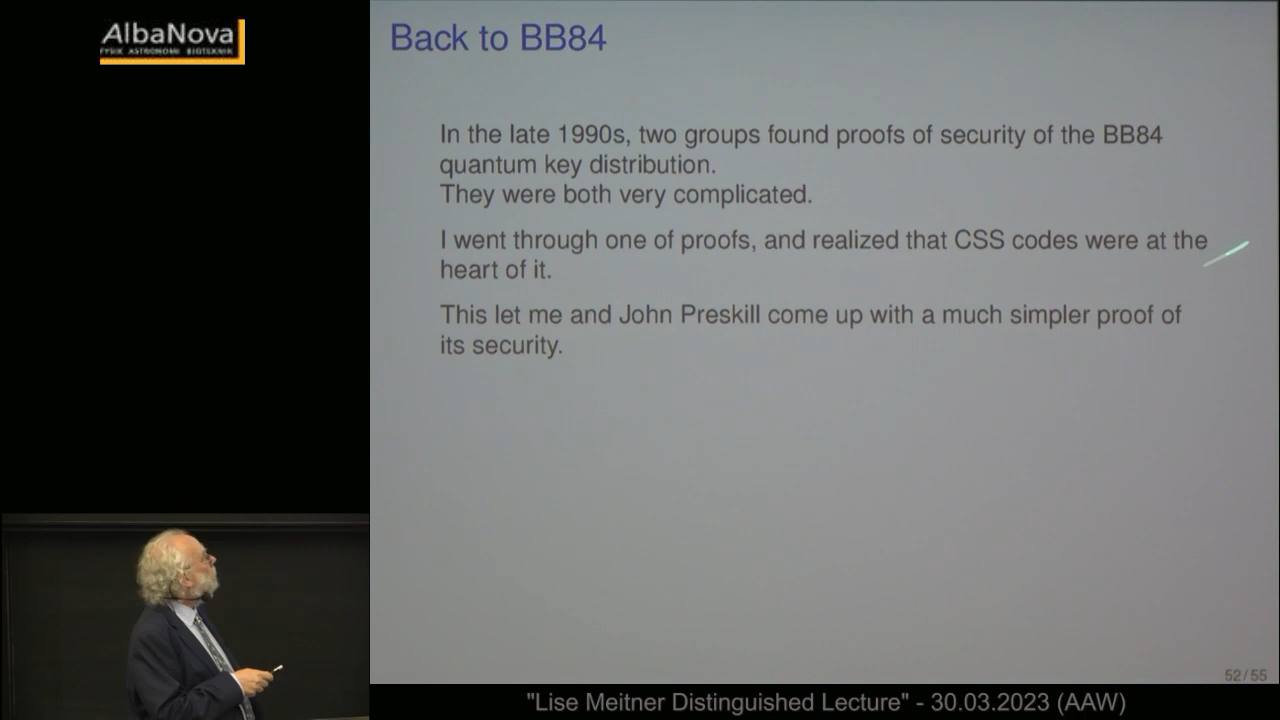 AlbaNova
FYSIK ASTRONOMI BIOTEKNIK
Back to BB84
In the late 1990s, two groups found proofs of security of the BB84
quantum key distribution.
They were both very complicated.
I went through one of proofs, and realized that CSS codes were at the
heart of it.
This let me and John Preskill come up with a much simpler proof of
its security.
52/55
"Lise Meitner Distinguished Lecture" - 30.03.2023 (AAW)